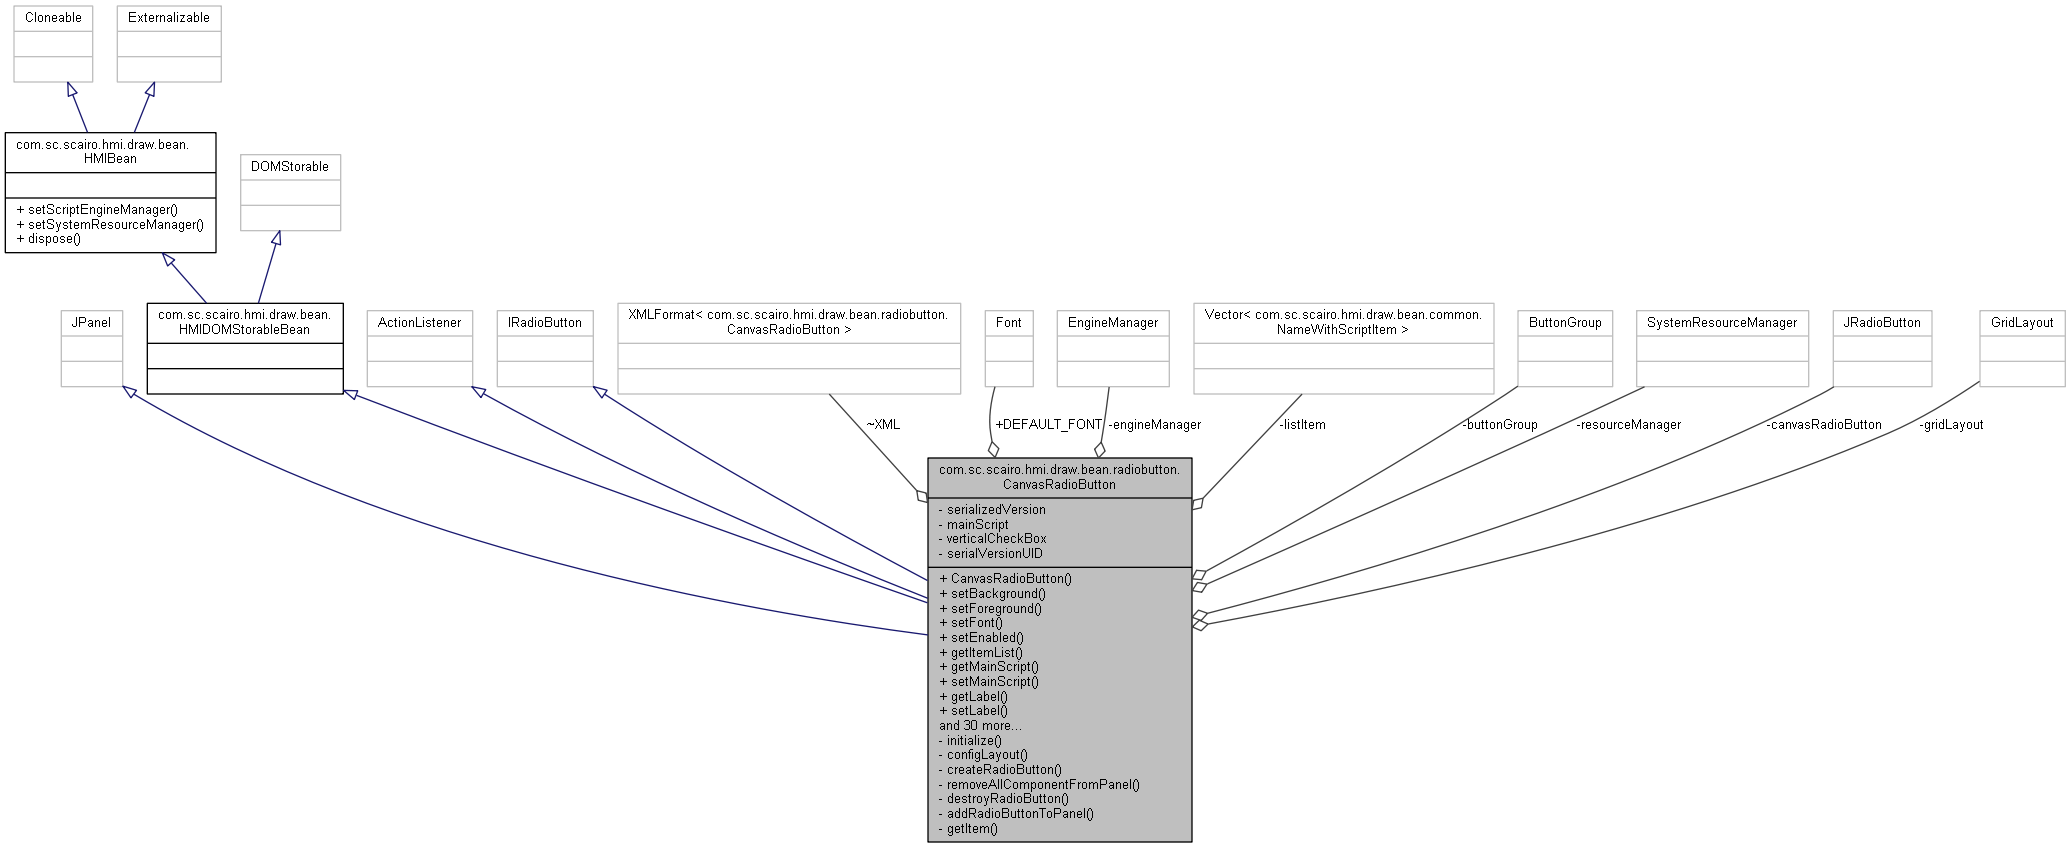 Cloneable
Externalizable
com.sc.scairo.hmi.draw.bean.
HMIBean
+ setScriptEngineManager()
+ setSystemResourceManager()
+ dispose()
DOMStorable
JPanel
com.sc.scairo.hmi.draw.bean.
HMIDOMStorableBean
ActionListener
IRadioButton
XMLFormat< com.sc.scairo.hmi.draw.bean.radiobutton.
CanvasRadioButton >
Font
EngineManager
Vector< com.sc.scairo.hmi.draw.bean.common.
NameWithScriptItem >
ButtonGroup
SystemResourceManager
JRadioButton
GridLayout
~XML
+DEFAULT_FONT
-engineManager
-listItem
-buttonGroup
-resourceManager
-canvasRadioButton
-gridLayout
com.sc.scairo.hmi.draw.bean.radiobutton.
CanvasRadioButton
- serializedVersion
- mainScript
- verticalCheckBox
- serialVersionUID
+ CanvasRadioButton()
+ setBackground()
+ setForeground()
+ setFont()
+ setEnabled()
+ getItemList()
+ getMainScript()
+ setMainScript()
+ getLabel()
+ setLabel()
and 30 more...
- initialize()
- configLayout()
- createRadioButton()
- removeAllComponentFromPanel()
- destroyRadioButton()
- addRadioButtonToPanel()
- getItem()